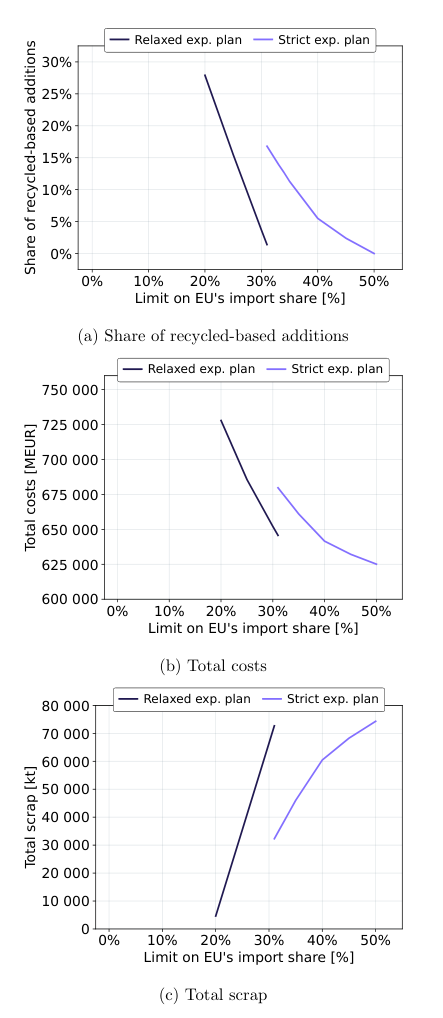 Relaxed exp. plan Strict exp. plan
Share of recycled-based additions
30%
25%
20%
15%
10%
5%
0%
0% 10% 20% 30% 40% 50%
Limit on EU's import share [%]
(a) Share of recycled-based additions
Relaxed exp. plan Strict exp. plan
Total costs [MEUR]
750 000
725 000
700 000
675 000
650 000
625 000
600 000
0% 10% 20% 30% 40% 50%
Limit on EU's import share [%]
(b) Total costs
Relaxed exp. plan Strict exp. plan
Total scrap [kt]
80 000
70 000
60 000
50 000
40 000
30 000
20 000
10 000
0
0% 10% 20% 30% 40% 50%
Limit on EU's import share [%]
(c) Total scrap